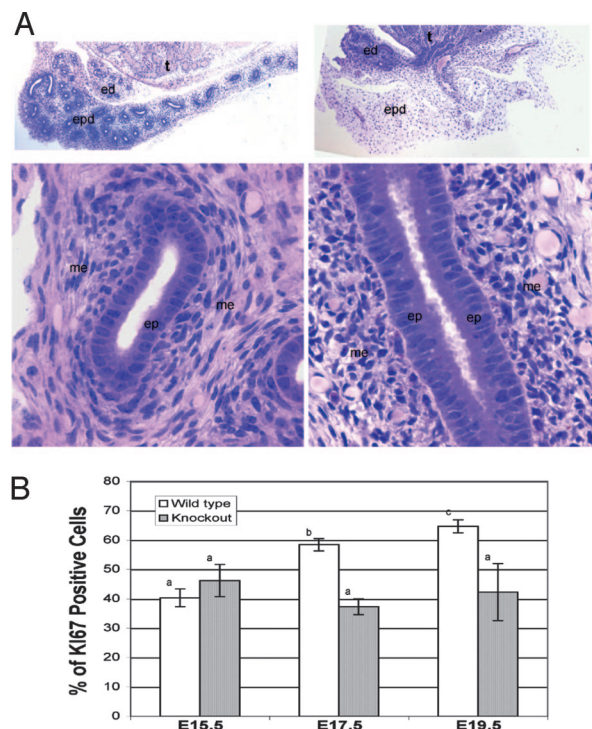 A
t
ed
epd
t
ed
epd
me
me
ep
me
ep
ep
me
B
80
70
60
50
40
30
20
10
0
% of KI67 Positive Cells
Wild type
Knockout
a
a
b
a
c
a
E15.5
E17.5
E19.5